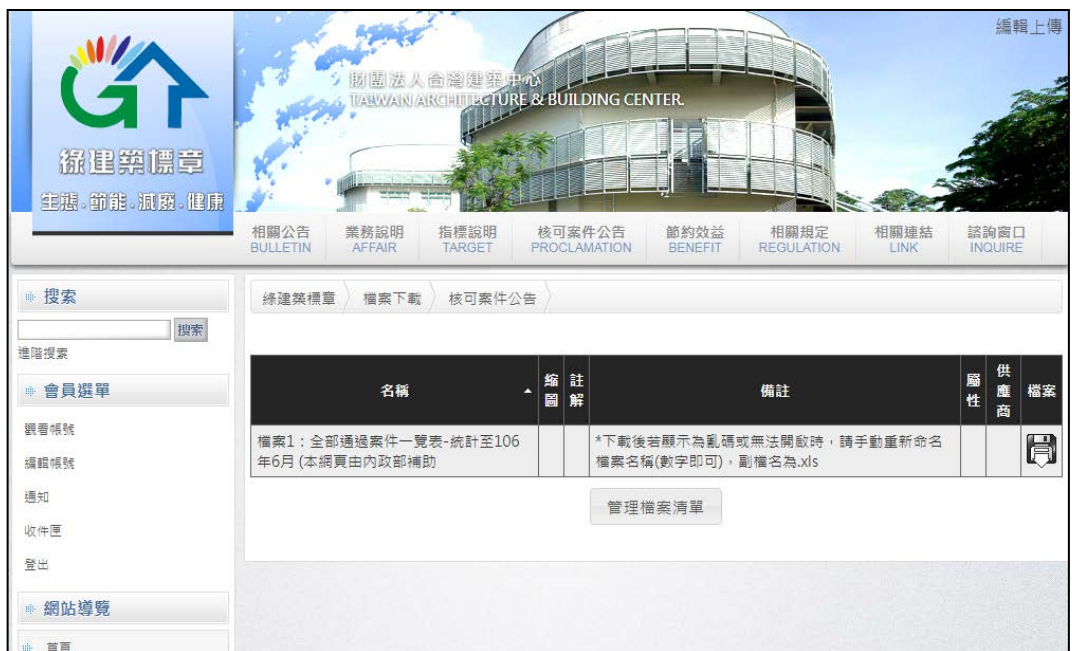 編輯上傳
財團法人台灣建築中心
TAIWAN ARCHITECTURE & BUILDING CENTER.
綠建築標章
生態.節能.減廢.健康
相關公告
BULLETIN
業務說明
AFFAIR
指標說明
TARGET
核可案件公告
PROCLAMATION
節約效益
BENEFIT
相關規定
REGULATION
相關連結
LINK
諮詢窗口
INQUIRE
搜索
搜索
進階搜索
會員選單
觀看帳號
編輯帳號
通知
收件匣
登出
網站導覽
首頁
綠建築標章 檔案下載 核可案件公告
名稱 縮圖 註解 備註 屬性 供應商 檔案
檔案1：全部通過案件一覽表-統計至106
年6月 (本網頁由內政部補助
*下載後若顯示為亂碼或無法開啟時，請手動重新命名
檔案名稱(數字即可)，副檔名為.xls
管理檔案清單